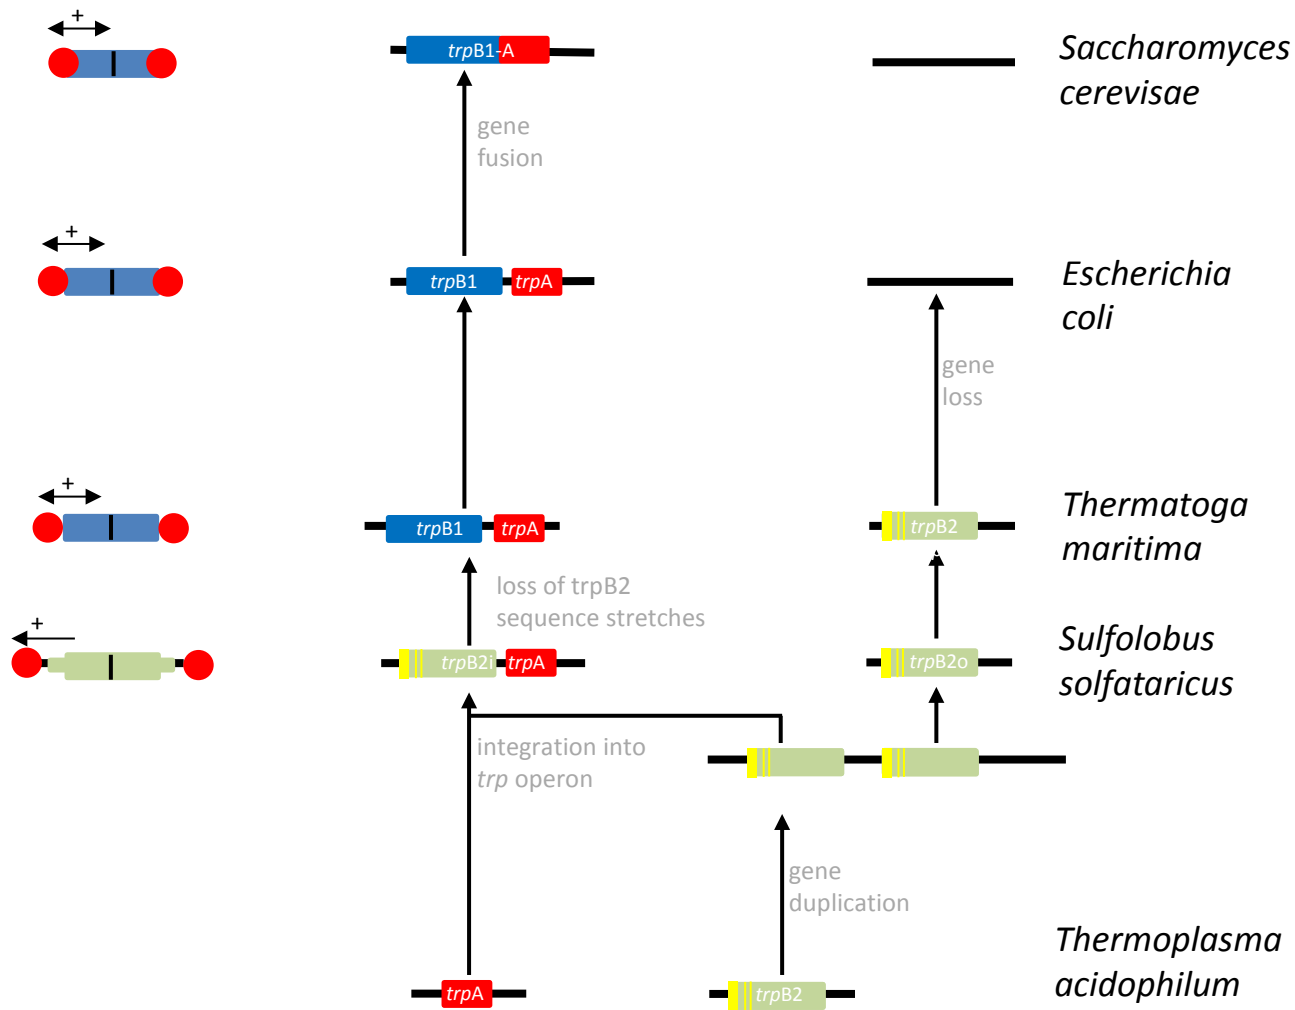 +
trpB1-A
Saccharomyces
cerevisae
gene
fusion
+
trpB1
trpA
Escherichia
coli
gene
loss
+
trpB1
trpA
trpB2
Thermatoga
maritima
loss of trpB2
sequence stretches
+
trpB2i
trpA
trpB2o
Sulfolobus
solfataricus
integration into
trp operon
gene
duplication
trpA
trpB2
Thermoplasma
acidophilum